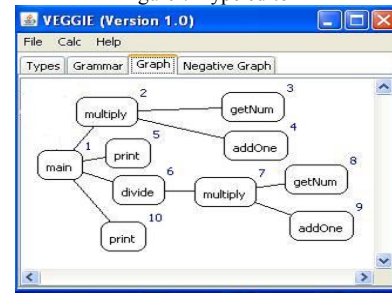 VEGGIE (Version 1.0)
File Calc Help
Types Grammar Graph Negative Graph
2
multiply
3
getNum
4
addOne
5
print
1
main
6
divide
7
multiply
8
getNum
9
addOne
10
print